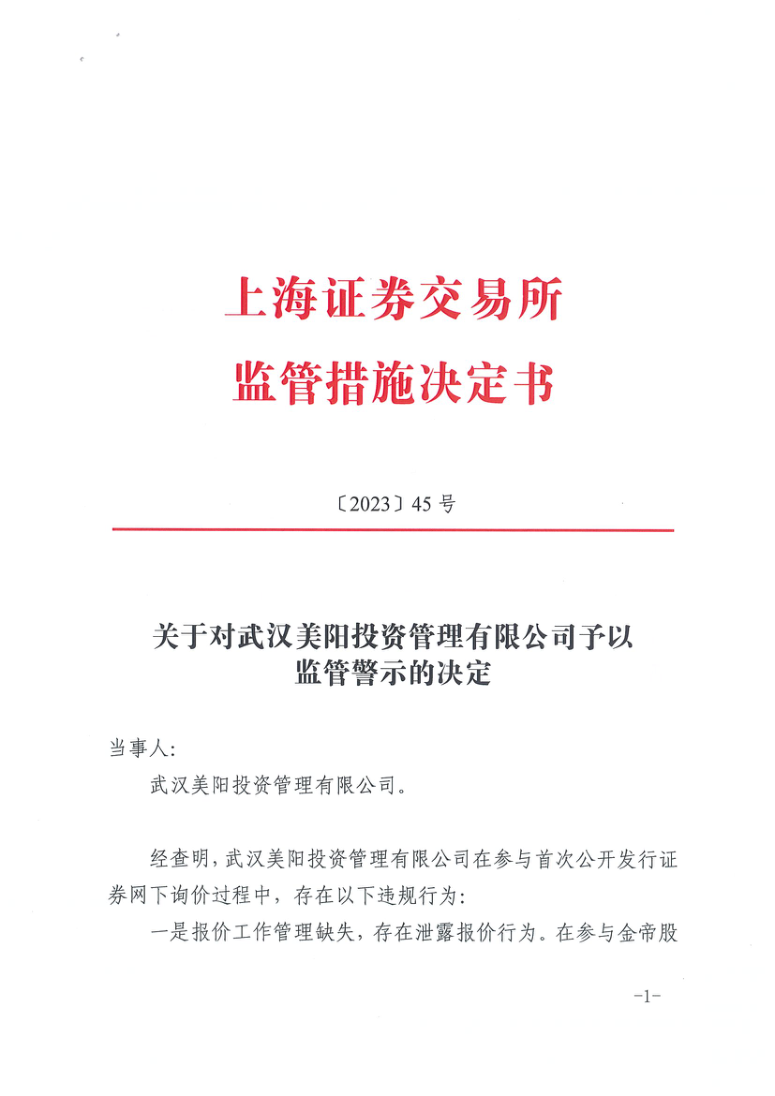 上海证券交易所
监管措施决定书
〔2023〕45 号
关于对武汉美阳投资管理有限公司予以
监管警示的决定
当事人：
武汉美阳投资管理有限公司。
经查明，武汉美阳投资管理有限公司在参与首次公开发行证
券网下询价过程中，存在以下违规行为：
一是报价工作管理缺失，存在泄露报价行为。在参与金帝股
-1-